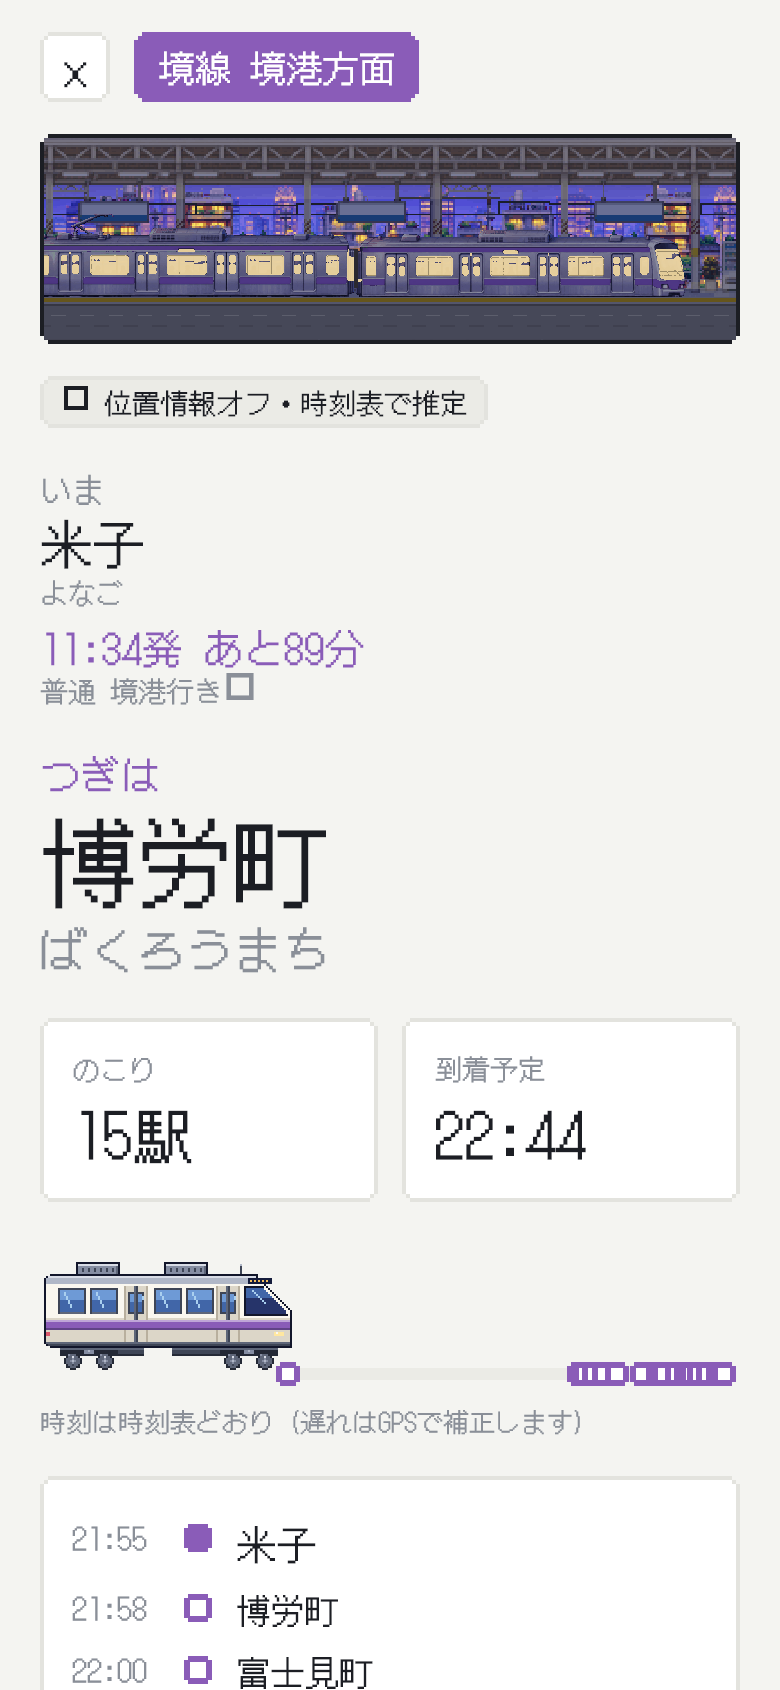 x
境線 境港方面
位置情報オフ・時刻表で推定
いま
米子
よなご
11:34発 あと89分
普通 境港行き
つぎは
博労町
ばくろうまち
のこり
15駅
到着予定
22:44
時刻は時刻表どおり (遅れはGPSで補正します)
21:55 米子
21:58 博労町
22:00 富士見町